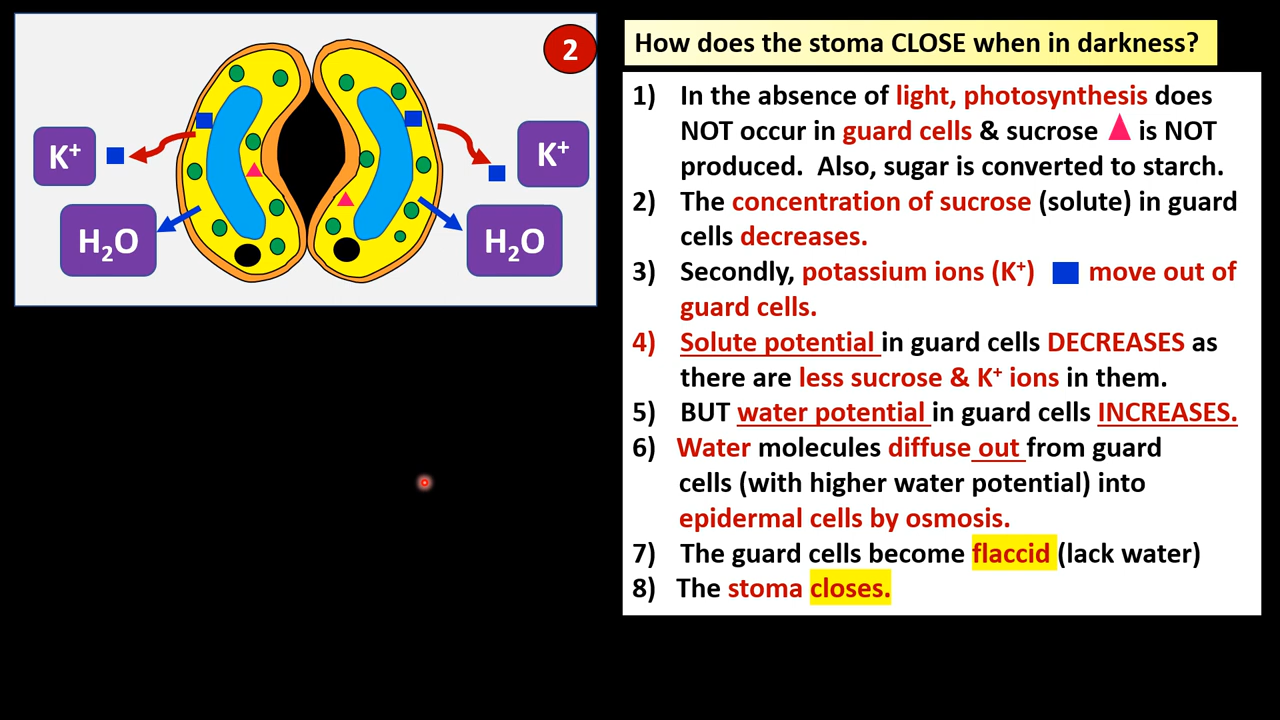 2
K⁺
K⁺
H₂O
H₂O
How does the stoma CLOSE when in darkness?
1) In the absence of light, photosynthesis does
NOT occur in guard cells & sucrose is NOT
produced. Also, sugar is converted to starch.
2) The concentration of sucrose (solute) in guard
cells decreases.
3) Secondly, potassium ions (K⁺) move out of
guard cells.
4) Solute potential in guard cells DECREASES as
there are less sucrose & K⁺ ions in them.
5) BUT water potential in guard cells INCREASES.
6) Water molecules diffuse out from guard
cells (with higher water potential) into
epidermal cells by osmosis.
7) The guard cells become flaccid (lack water)
8) The stoma closes.